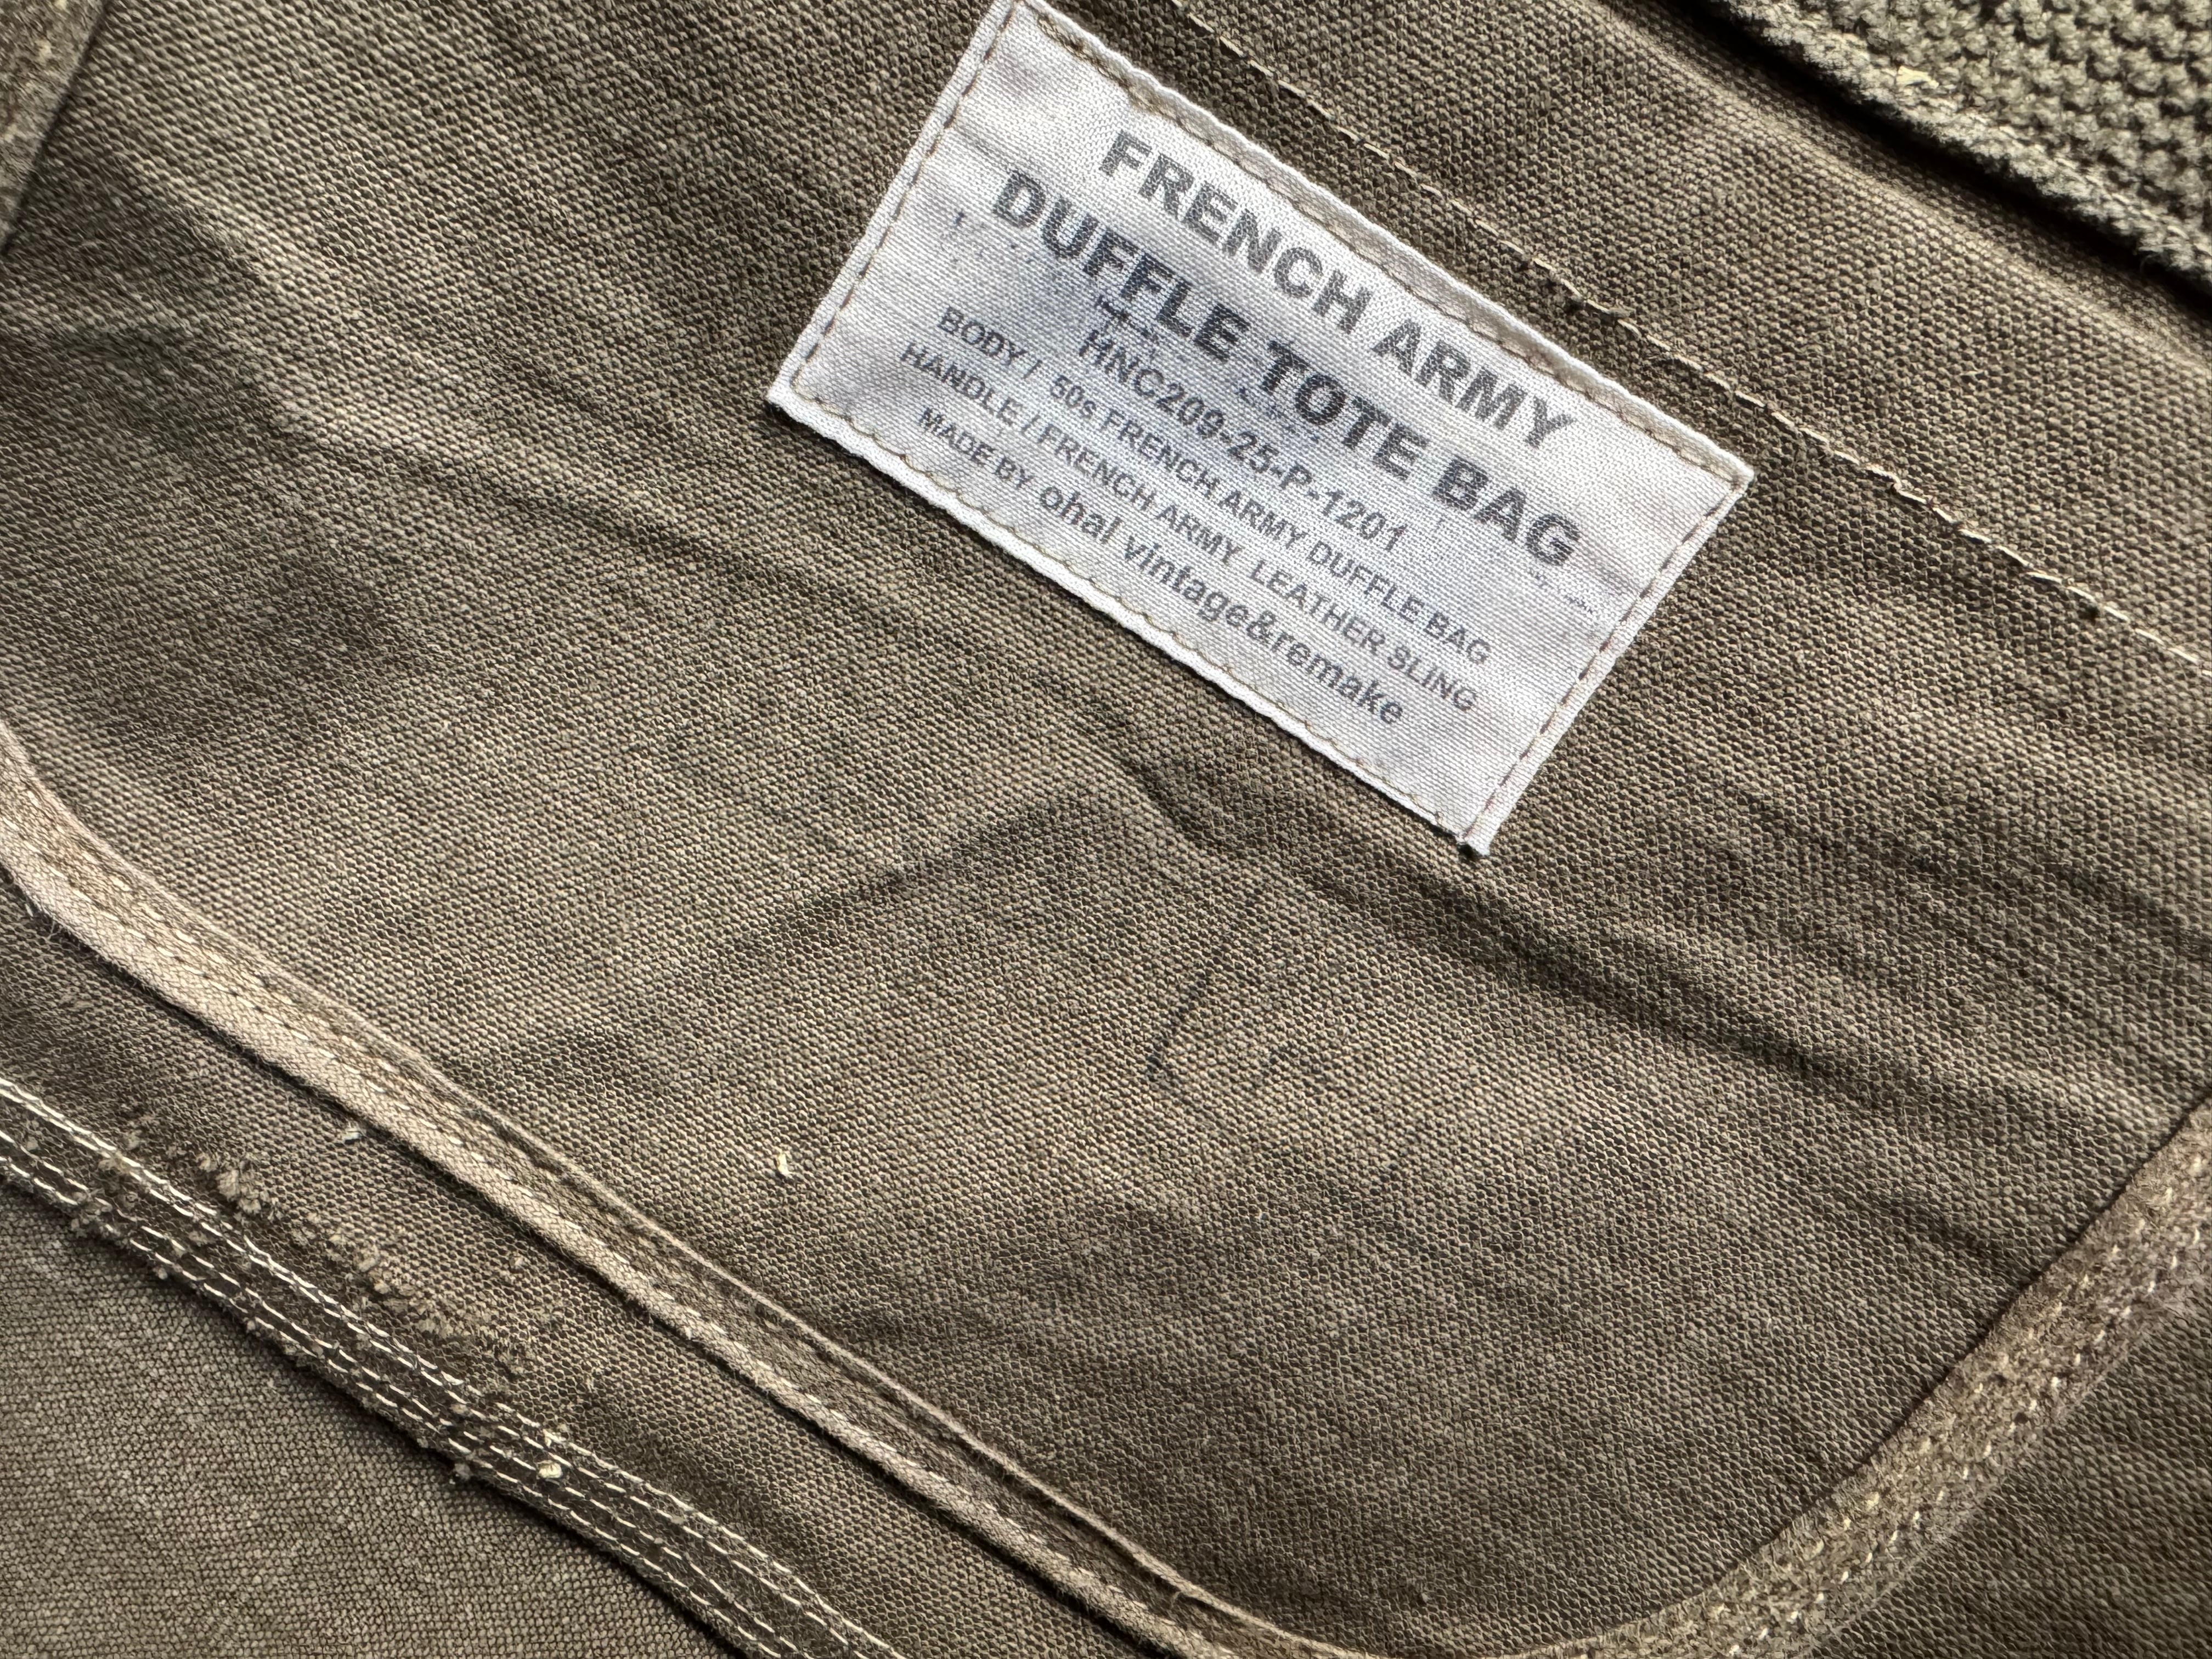 FRENCH ARMY
DUFFLE TOTE BAG
HNC209-25-P-1201
BODY / 50s FRENCH ARMY DUFFLE BAG
HANDLE / FRENCH ARMY LEATHER SLING
MADE BY ohal vintage&remake